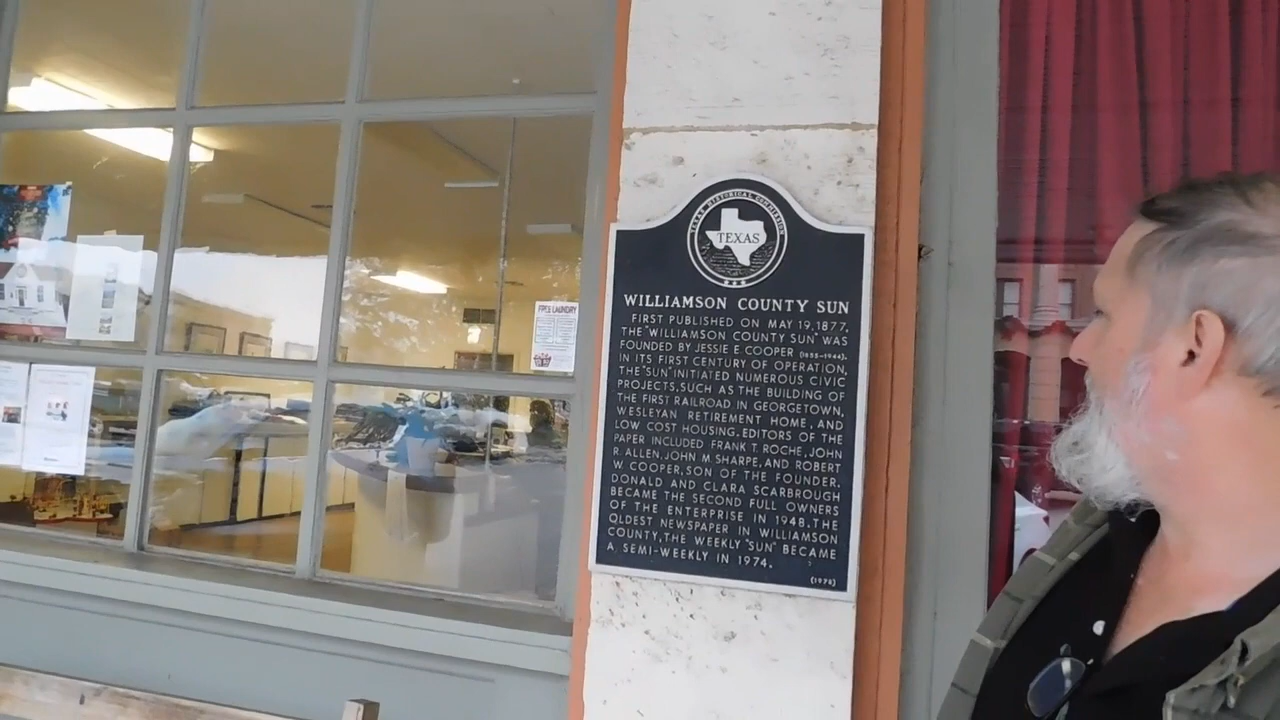 TEXAS HISTORICAL COMMISSION
TEXAS
WILLIAMSON COUNTY SUN
FIRST PUBLISHED ON MAY 19, 1877,
THE "WILLIAMSON COUNTY SUN" WAS
FOUNDED BY JESSIE E. COOPER (1855-1944).
IN ITS FIRST CENTURY OF OPERATION,
THE "SUN" INITIATED NUMEROUS CIVIC
PROJECTS, SUCH AS THE BUILDING OF
THE FIRST RAILROAD IN GEORGETOWN,
WESLEYAN RETIREMENT HOME, AND
LOW COST HOUSING. EDITORS OF THE
PAPER INCLUDED FRANK T. ROCHE, JOHN
R. ALLEN, JOHN M. SHARPE, AND ROBERT
W. COOPER, SON OF THE FOUNDER.
DONALD AND CLARA SCARBROUGH
BECAME THE SECOND FULL OWNERS
OF THE ENTERPRISE IN 1948. THE
OLDEST NEWSPAPER IN WILLIAMSON
COUNTY, THE WEEKLY "SUN" BECAME
A SEMI-WEEKLY IN 1974.
(1978)
FREE LAUNDRY